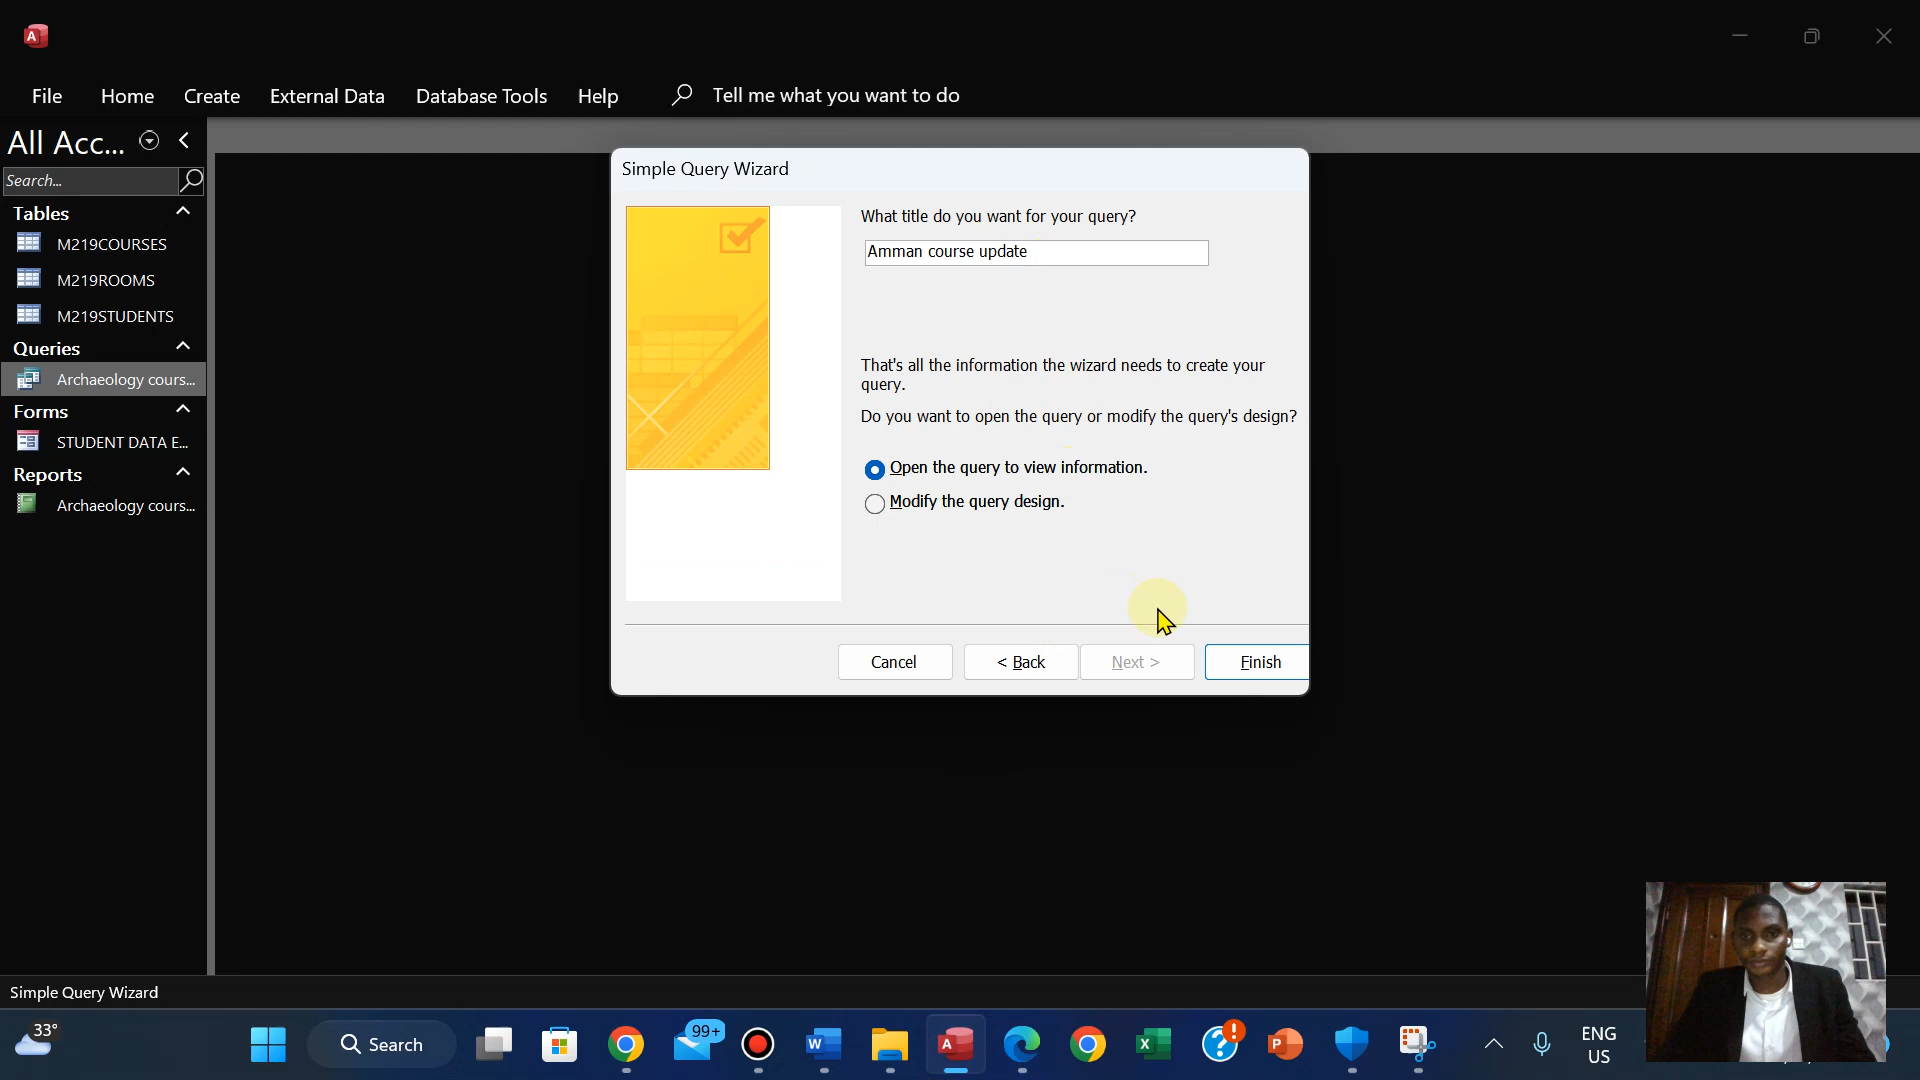 File Home Create External Data Database Tools Help Tell me what you want to do
All Acc...
Search...
Tables
M219COURSES
M219ROOMS
M219STUDENTS
Queries
Archaeology cours...
Forms
STUDENT DATA E...
Reports
Archaeology cours...
Simple Query Wizard
What title do you want for your query?
Amman course update
That's all the information the wizard needs to create your
query.
Do you want to open the query or modify the query's design?
Open the query to view information.
Modify the query design.
Cancel < Back Next > Finish
Simple Query Wizard
33°
Search
99+
ENG
US